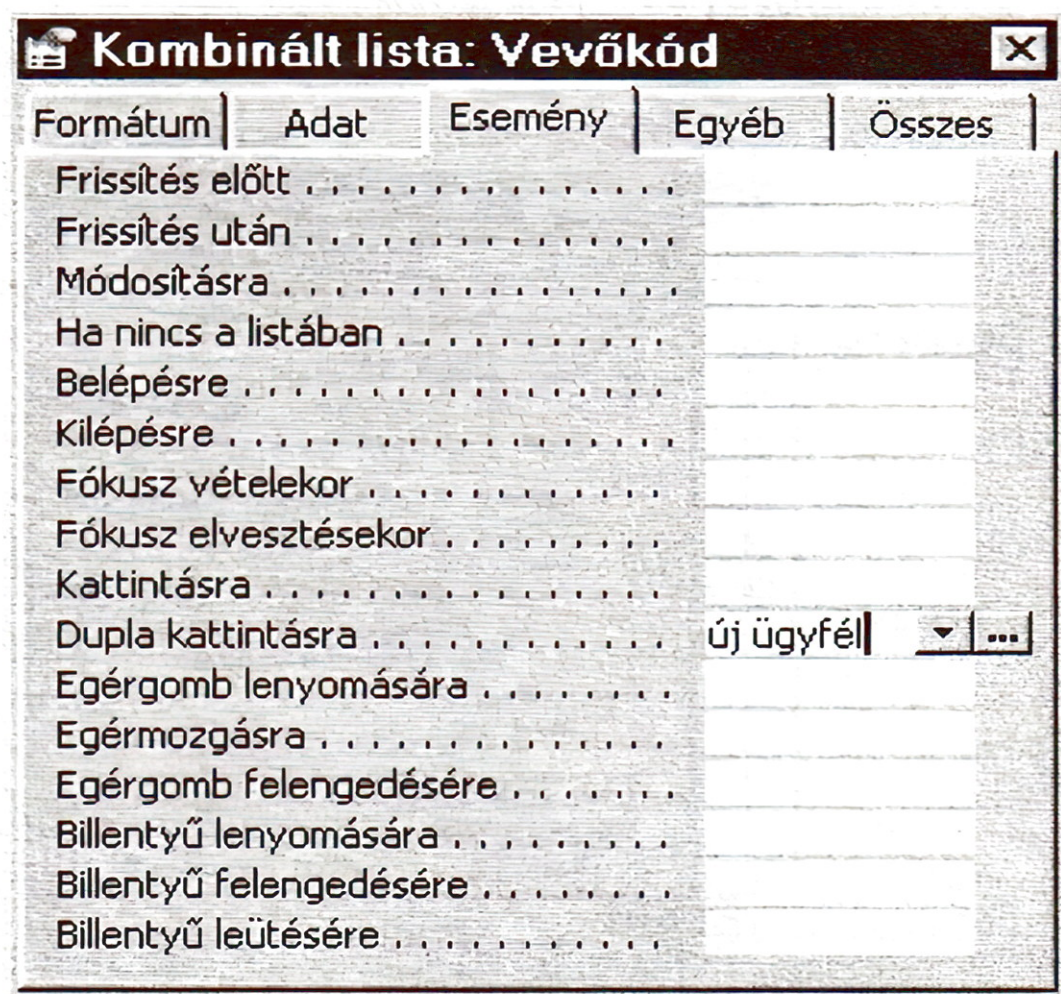 Kombinált lista: Vevőkód
Formátum Adat Esemény Egyéb Összes
Frissítés előtt . . . . . . . . . . . . . . .
Frissítés után . . . . . . . . . . . . . . .
Módosításra . . . . . . . . . . . . . . . .
Ha nincs a listában . . . . . . . . . . .
Belépésre . . . . . . . . . . . . . . . . .
Kilépésre . . . . . . . . . . . . . . . . . .
Fókusz vételekor . . . . . . . . . . . .
Fókusz elvesztésekor . . . . . . . . .
Kattintásra . . . . . . . . . . . . . . . .
Dupla kattintásra . . . . . . . . . . . . új ügyfél ...
Egérgomb lenyomására . . . . . . .
Egérmozgásra . . . . . . . . . . . . . .
Egérgomb felengedésére . . . . . . .
Billentyű lenyomására . . . . . . . . .
Billentyű felengedésére . . . . . . .
Billentyű leütésére . . . . . . . . . . .